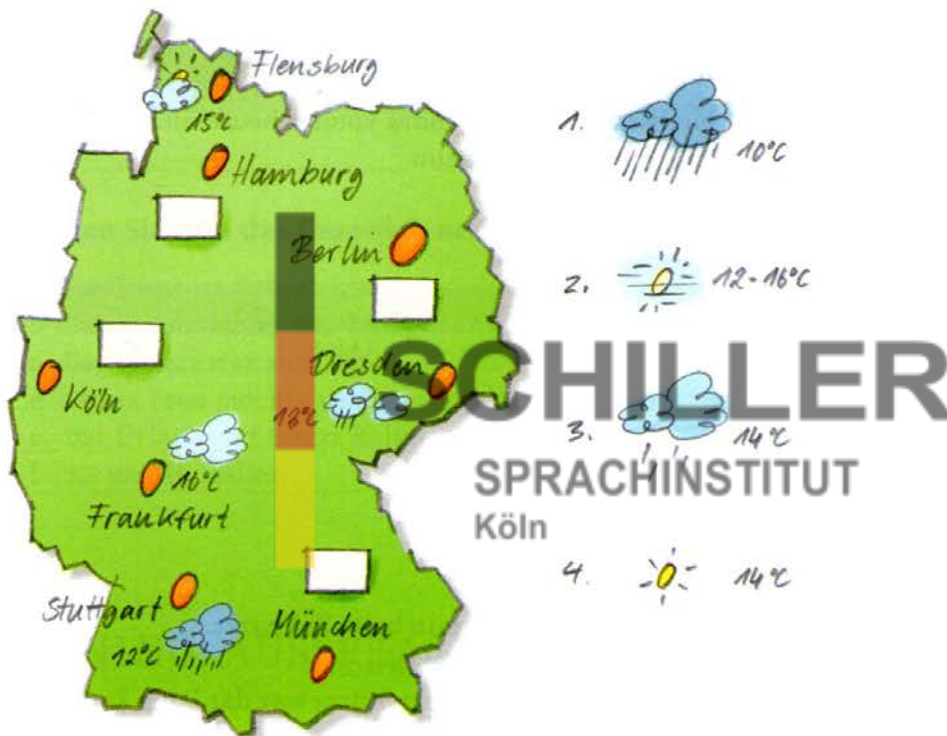 Flensburg
15°C
Hamburg
Berlin
Köln
Dresden
13°C
16°C
Frankfurt
Stuttgart
12°C
München
1. 10°C
2. 12-16°C
3. 14°C
4. 14°C
SCHILLER
SPRACHINSTITUT
Köln